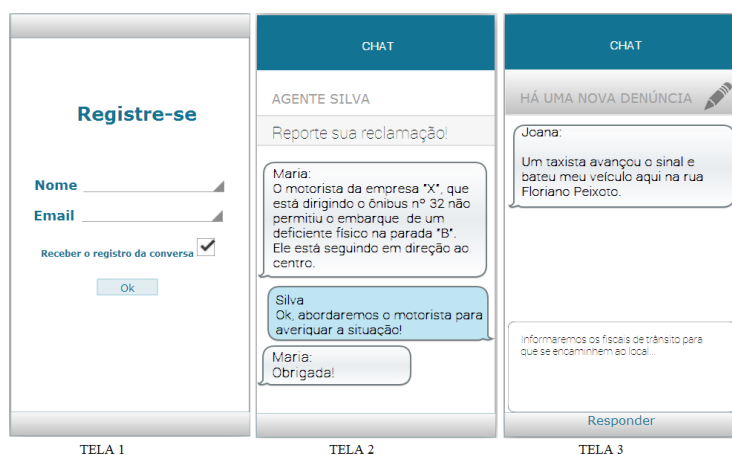 Registre-se
Nome
Email
Receber o registro da conversa
Ok
TELA 1
CHAT
AGENTE SILVA
Reporte sua reclamação!
Maria:
O motorista da empresa "X", que
está dirigindo o ônibus nº 32 não
permitiu o embarque de um
deficiente físico na parada "B".
Ele está seguindo em direção ao
centro.
Silva
Ok, abordaremos o motorista para
averiguar a situação!
Maria:
Obrigada!
TELA 2
CHAT
HÁ UMA NOVA DENÚNCIA
Joana:
Um taxista avançou o sinal e
bateu meu veículo aqui na rua
Floriano Peixoto.
Informaremos os fiscais de trânsito para
que se encaminhem ao local...
Responder
TELA 3